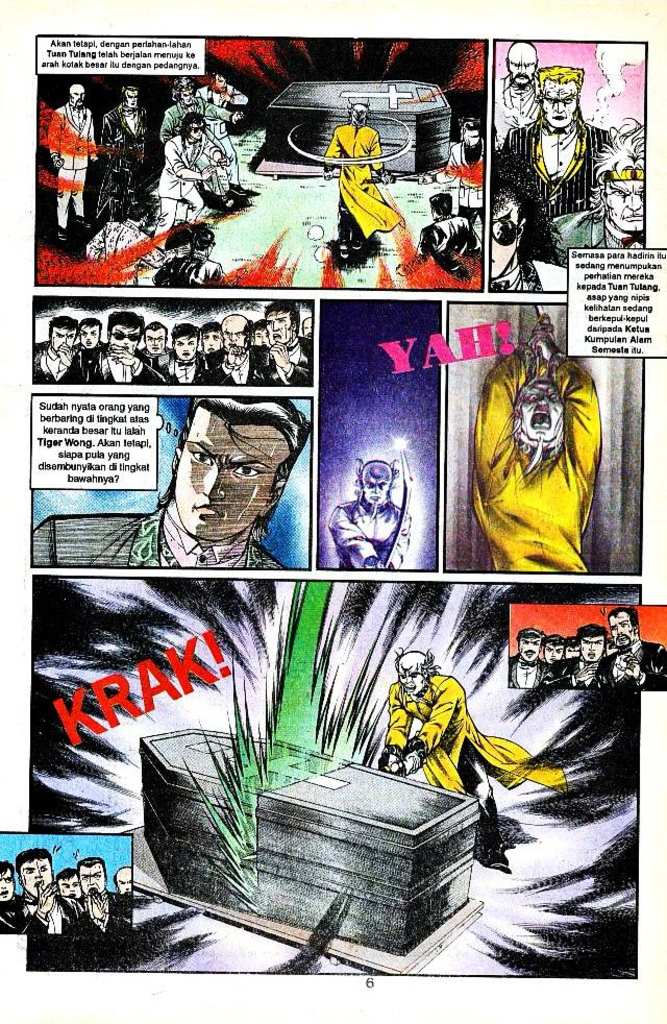 Akan tetapi, dengan perlahan-lahan
Tuan Tulang telah berjalan menuju ke
arah kotak besar itu dengan pedangnya.
Semasa para hadirin itu
sedang menumpukan
perhatian mereka
kepada Tuan Tulang,
asap yang nipis
kelihatan sedang
berkepul-kepul
daripada Ketua
Kumpulan Alam
Semesta itu.
Sudah nyata orang yang
berbaring di tingkat atas
keranda besar itu ialah
Tiger Wong. Akan tetapi,
siapa pula yang
disembunyikan di tingkat
bawahnya?
YAH!
KRAK!
6